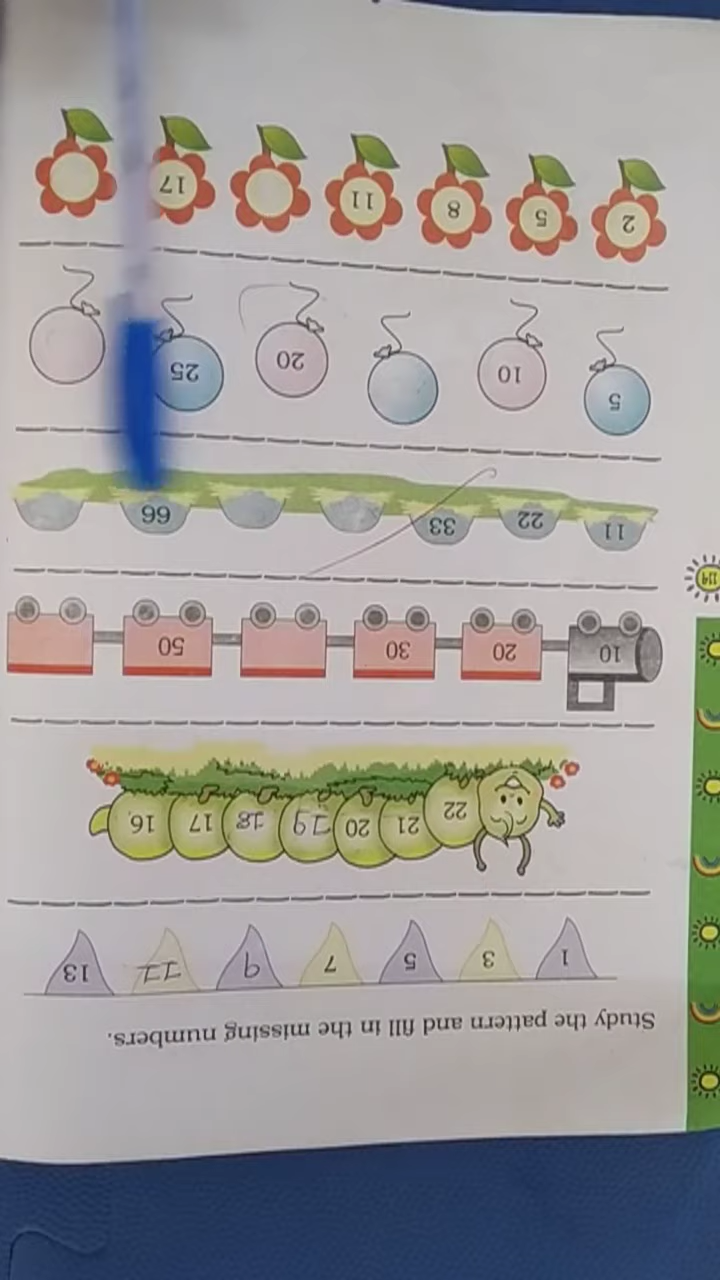 Study the pattern and fill in the missing numbers.
1 3 5 7 9 11 13
22 21 20 19 18 17 16
10 20 30 50
11 22 33 66
5 10 20 25
2 5 8 11 17
114